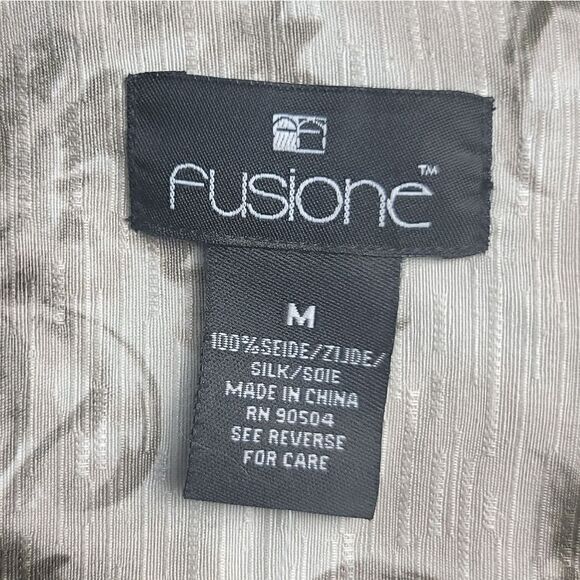 fusione™
M
100%SEIDE/ZIJDE/
SILK/SOIE
MADE IN CHINA
RN 90504
SEE REVERSE
FOR CARE